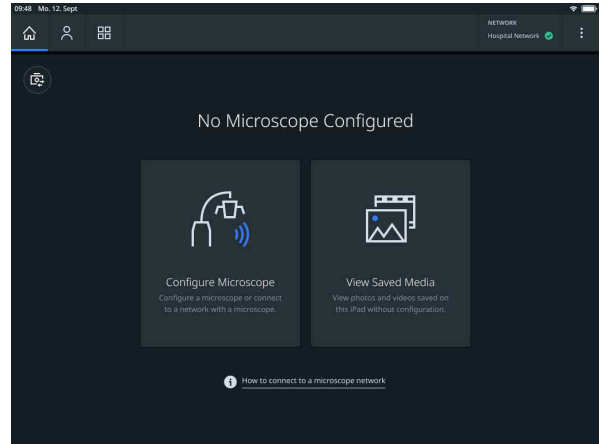 09:48 Mo. 12. Sept
NETWORK
Hospital Network
No Microscope Configured
Configure Microscope
Configure a microscope or connect
to a network with a microscope.
View Saved Media
View photos and videos saved on
this iPad without configuration.
How to connect to a microscope network